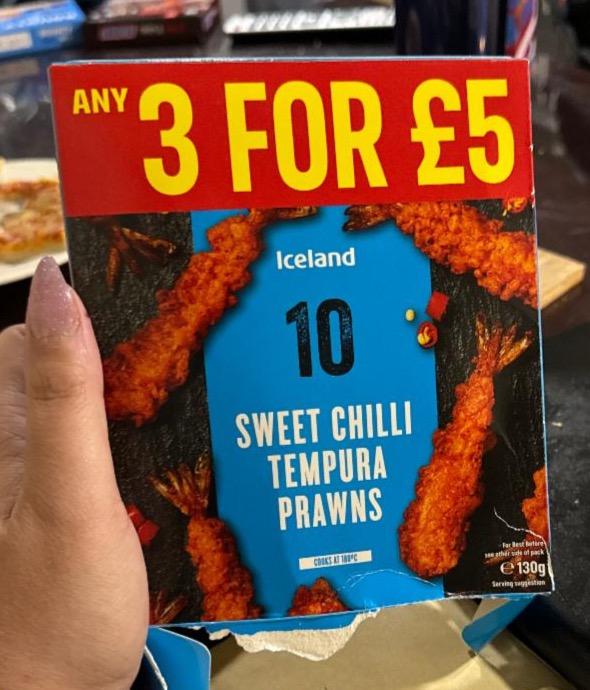 ANY 3 FOR £5
Iceland
10
SWEET CHILLI
TEMPURA
PRAWNS
COOKS AT 180ºC
For Best Before
see other side of pack
℮ 130g
Serving suggestion